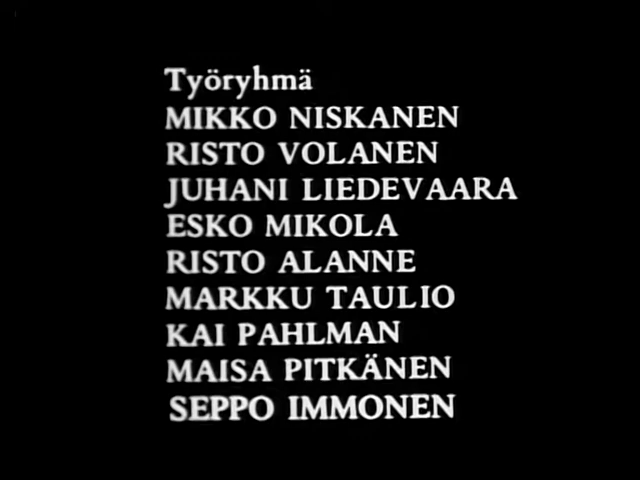 Työryhmä
MIKKO NISKANEN
RISTO VOLANEN
JUHANI LIEDEVAARA
ESKO MIKOLA
RISTO ALANNE
MARKKU TAULIO
KAI PAHLMAN
MAISA PITKÄNEN
SEPPO IMMONEN